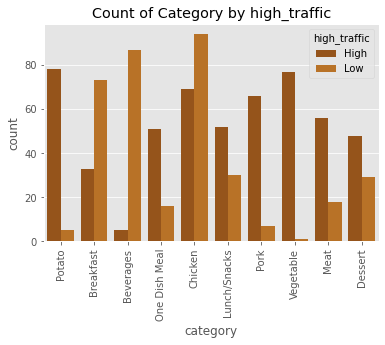 Count of Category by high_traffic
high_traffic
High
Low
count
80
60
40
20
0
Potato
Breakfast
Beverages
One Dish Meal
Chicken
Lunch/Snacks
Pork
Vegetable
Meat
Dessert
category